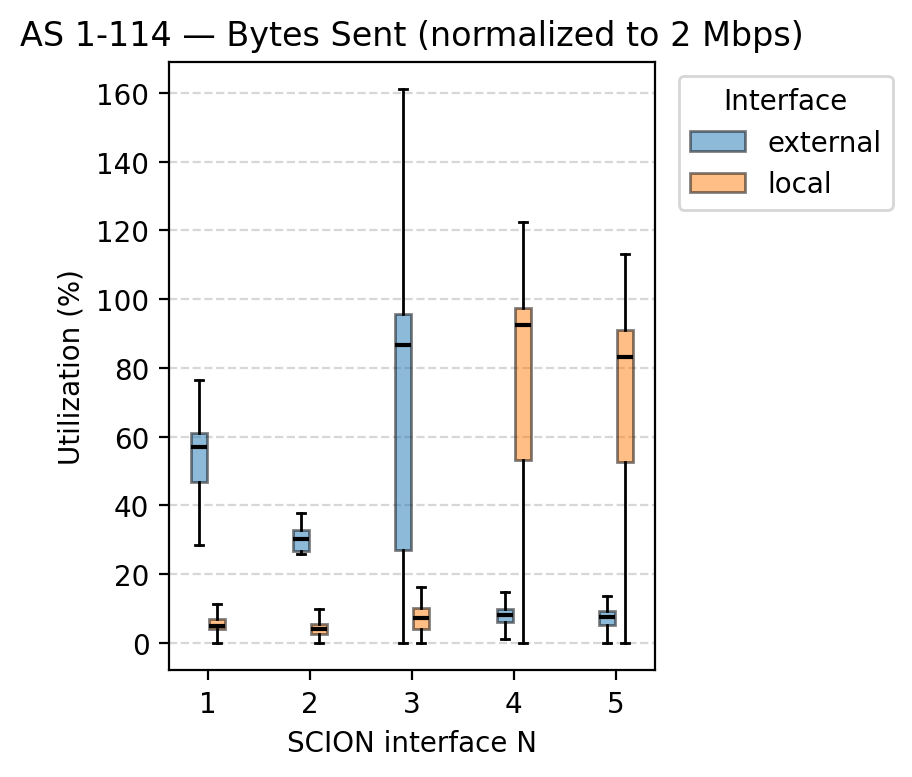 AS 1-114 — Bytes Sent (normalized to 2 Mbps)
Interface
external
local
Utilization (%)
160
140
120
100
80
60
40
20
0
1 2 3 4 5
SCION interface N